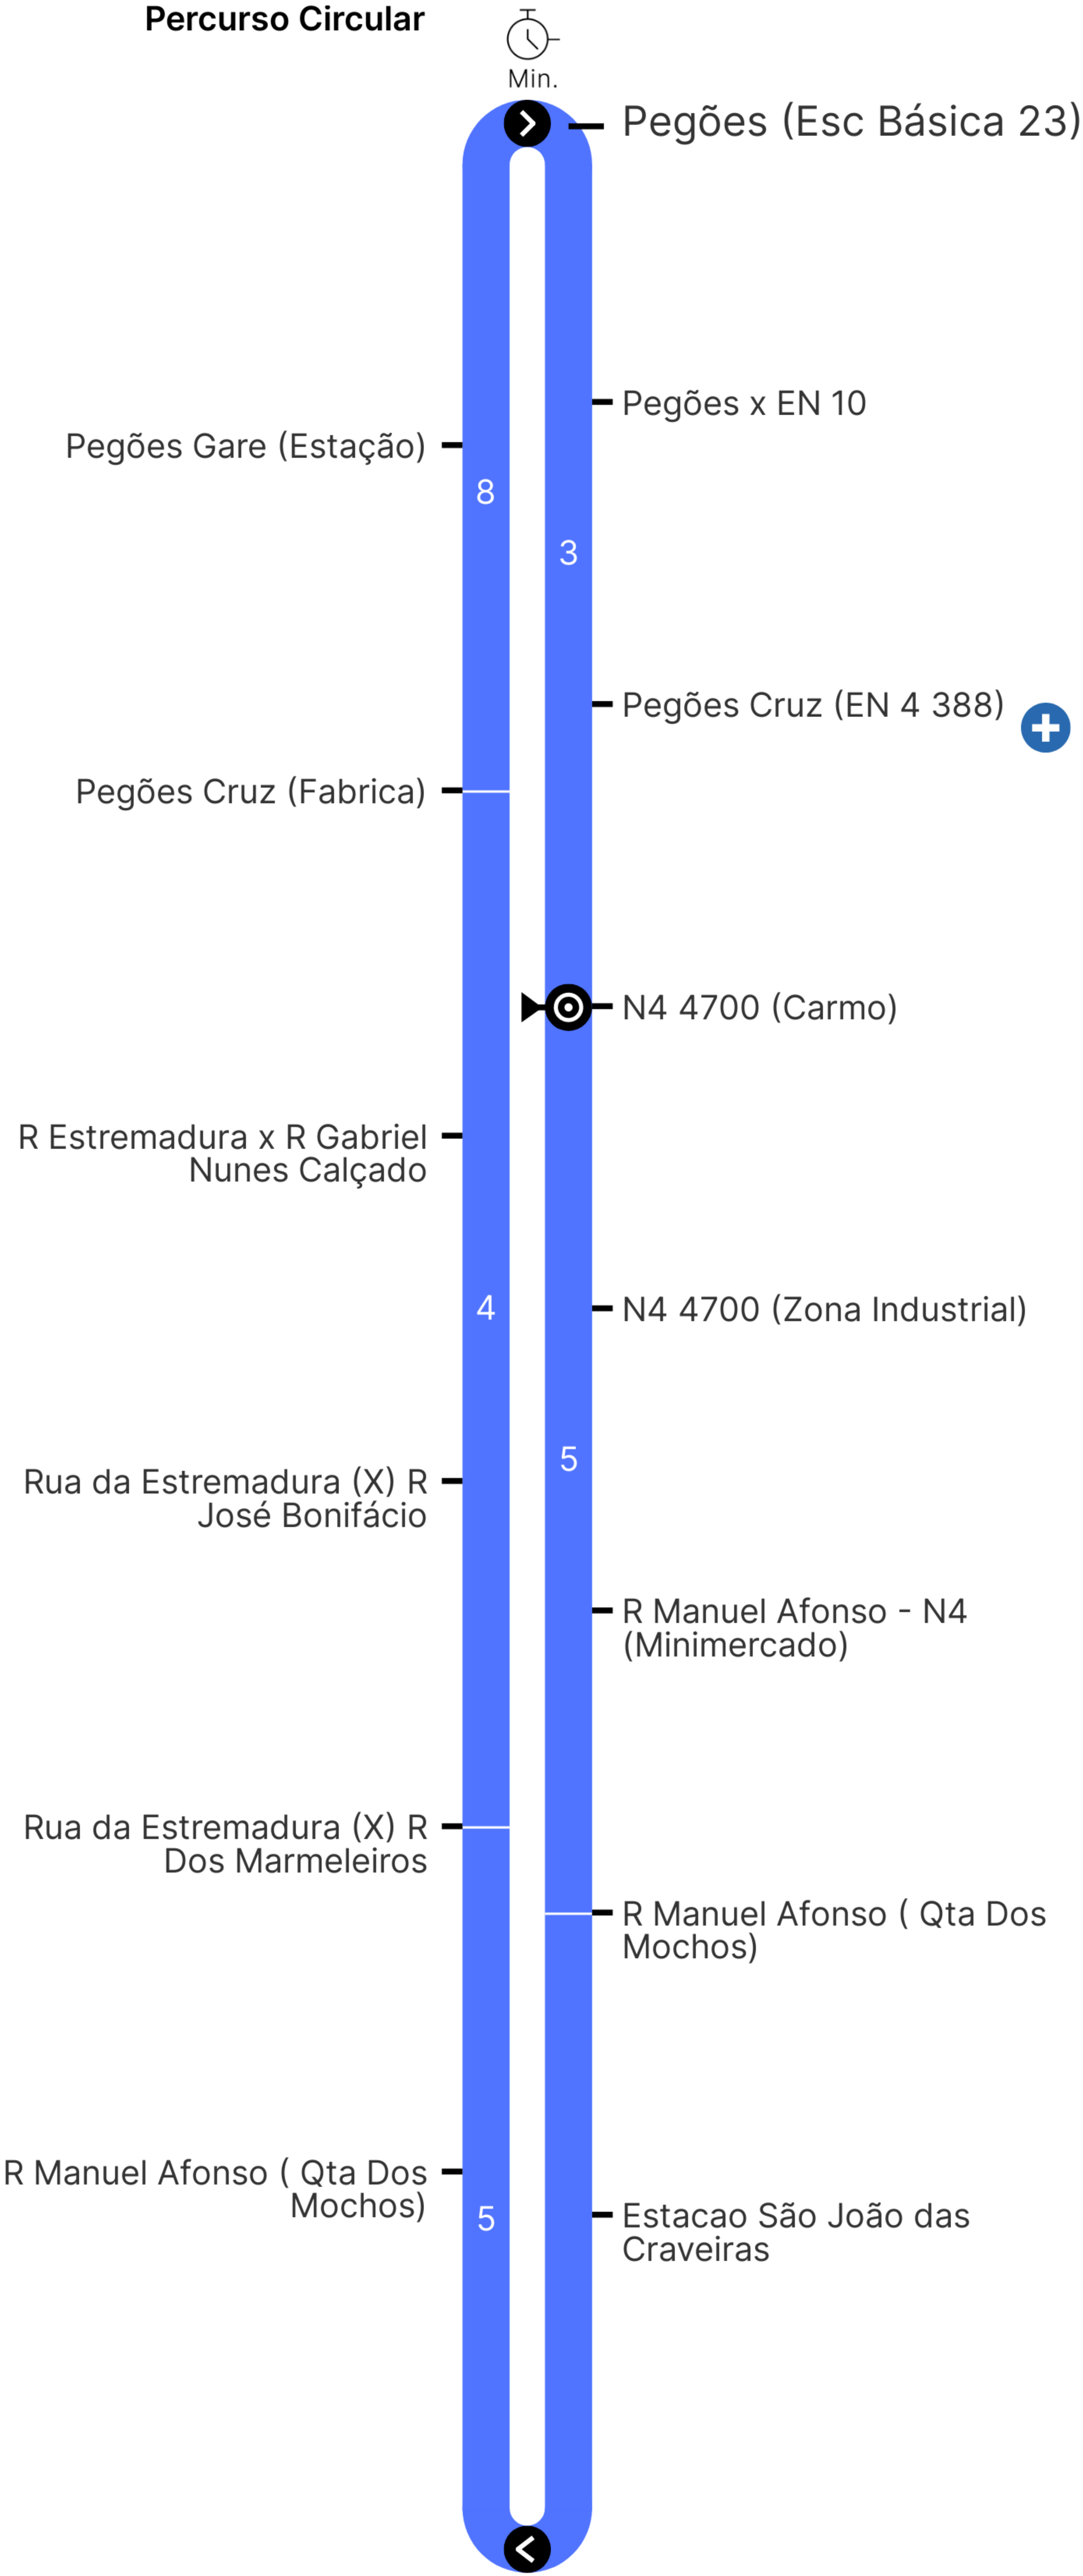 Percurso Circular
Min.
Pegões (Esc Básica 23)
Pegões x EN 10
Pegões Gare (Estação)
8
3
Pegões Cruz (EN 4 388)
Pegões Cruz (Fabrica)
N4 4700 (Carmo)
R Estremadura x R Gabriel
Nunes Calçado
4
N4 4700 (Zona Industrial)
5
Rua da Estremadura (X) R
José Bonifácio
R Manuel Afonso - N4
(Minimercado)
Rua da Estremadura (X) R
Dos Marmeleiros
R Manuel Afonso ( Qta Dos
Mochos)
R Manuel Afonso ( Qta Dos
Mochos)
5
Estacao São João das
Craveiras